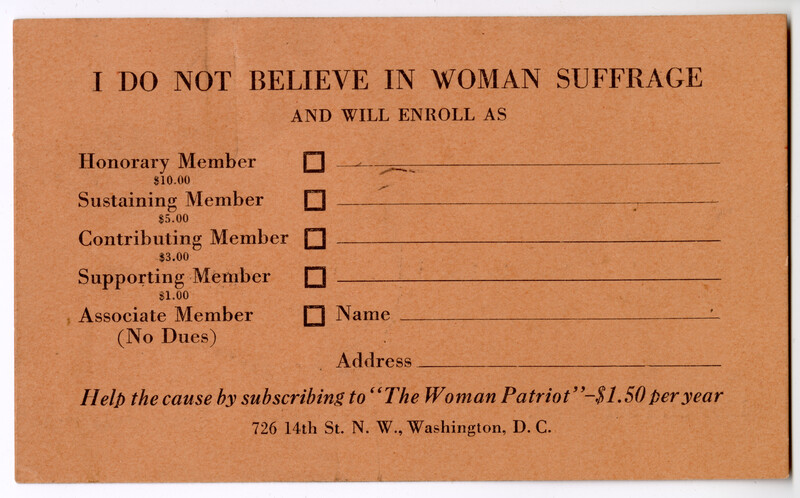 I DO NOT BELIEVE IN WOMAN SUFFRAGE
AND WILL ENROLL AS
Honorary Member
$10.00
Sustaining Member
$5.00
Contributing Member
$3.00
Supporting Member
$1.00
Associate Member
(No Dues)
Name
Address
Help the cause by subscribing to "The Woman Patriot"-$1.50 per year
726 14th St. N. W., Washington, D. C.